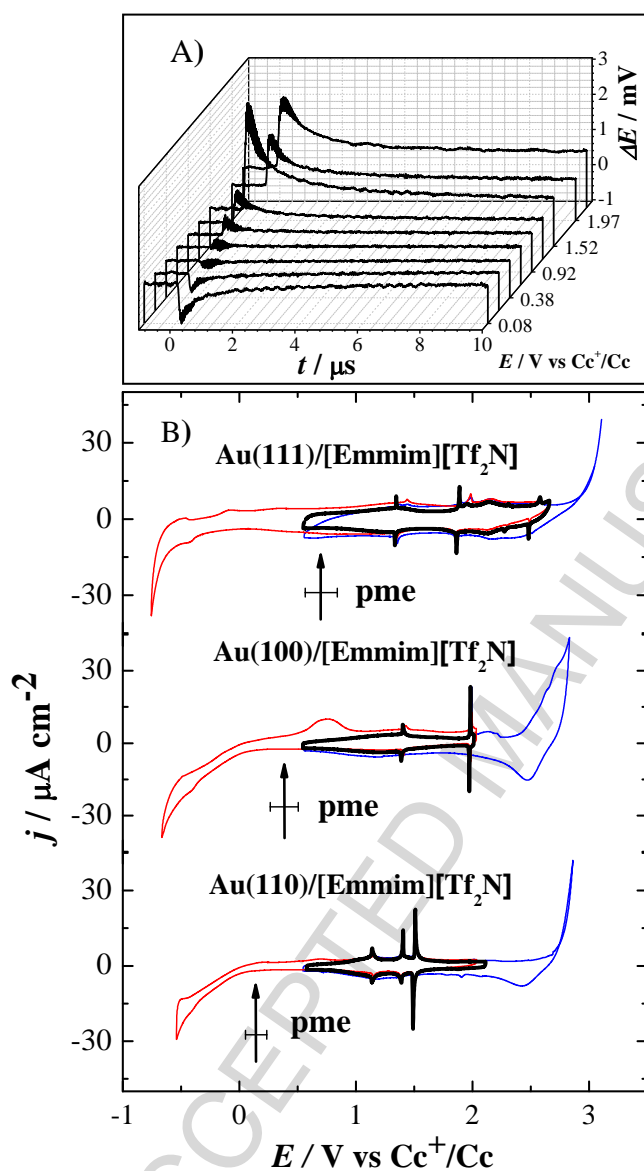 A)
3
2
1
0
-1
ΔE / mV
1.97
1.52
0.92
0.38
0.08
0 2 4 6 8 10
t / μs
E / V vs Cc⁺/Cc
B)
Au(111)/[Emmim][Tf₂N]
30
0
-30
pme
Au(100)/[Emmim][Tf₂N]
30
0
-30
pme
Au(110)/[Emmim][Tf₂N]
30
0
-30
pme
j / μA cm⁻²
-1 0 1 2 3
E / V vs Cc⁺/Cc
CCEPTED MANUS